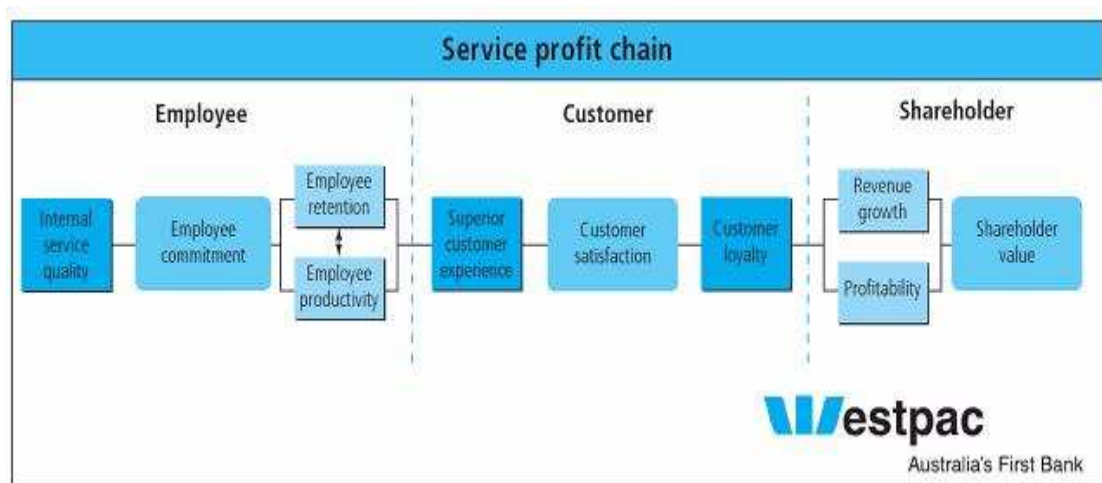 Service profit chain
Employee
Customer
Shareholder
Internal
service
quality
Employee
commitment
Employee
retention
Employee
productivity
Superior
customer
experience
Customer
satisfaction
Customer
loyalty
Revenue
growth
Profitability
Shareholder
value
Westpac
Australia's First Bank